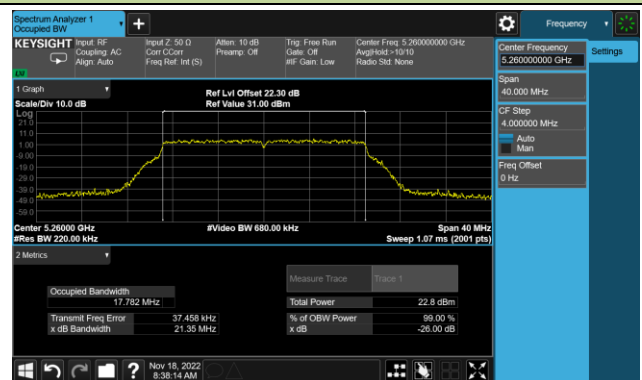 Spectrum Analyzer 1
Occupied BW
+
Frequency
KEYSIGHT
Input: RF
Coupling: AC
Align: Auto
Input Z: 50 Ω
Corr CCorr
Freq Ref: Int (S)
Atten: 10 dB
Preamp: Off
Trig: Free Run
Gate: Off
#IF Gain: Low
Center Freq: 5.260000000 GHz
Avg|Hold:>10/10
Radio Std: None
Center Frequency
5.260000000 GHz
Settings
Span
40.000 MHz
CF Step
4.000000 MHz
Auto
Man
Freq Offset
0 Hz
1 Graph
Scale/Div 10.0 dB
Ref Lvl Offset 22.30 dB
Ref Value 31.00 dBm
Log
21.0
11.0
1.00
-9.00
-19.0
-29.0
-39.0
-49.0
-59.0
Center 5.26000 GHz
#Res BW 220.00 kHz
#Video BW 680.00 kHz
Span 40 MHz
Sweep 1.07 ms (2001 pts)
2 Metrics
Measure Trace
Trace 1
Occupied Bandwidth
17.782 MHz
Total Power
22.8 dBm
Transmit Freq Error
37.458 kHz
% of OBW Power
99.00 %
x dB Bandwidth
21.35 MHz
x dB
-26.00 dB
?
Nov 18, 2022
8:38:14 AM